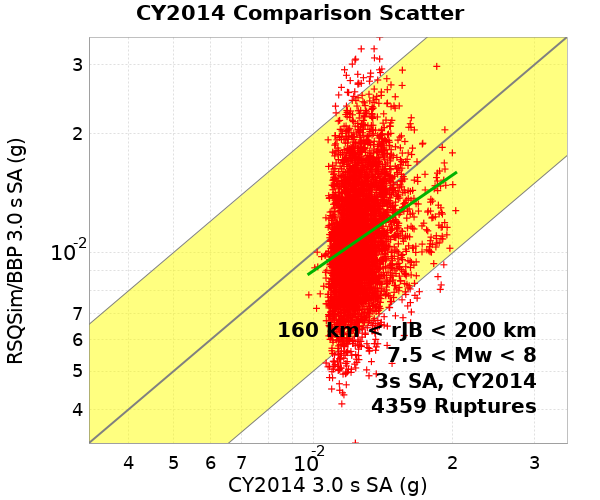 CY2014 Comparison Scatter
RSQSim/BBP 3.0 s SA (g)
3
2
10-2
7
6
5
4
160 km < rJB < 200 km
7.5 < Mw < 8
3s SA, CY2014
4359 Ruptures
4 5 6 7 10-2 2 3
CY2014 3.0 s SA (g)